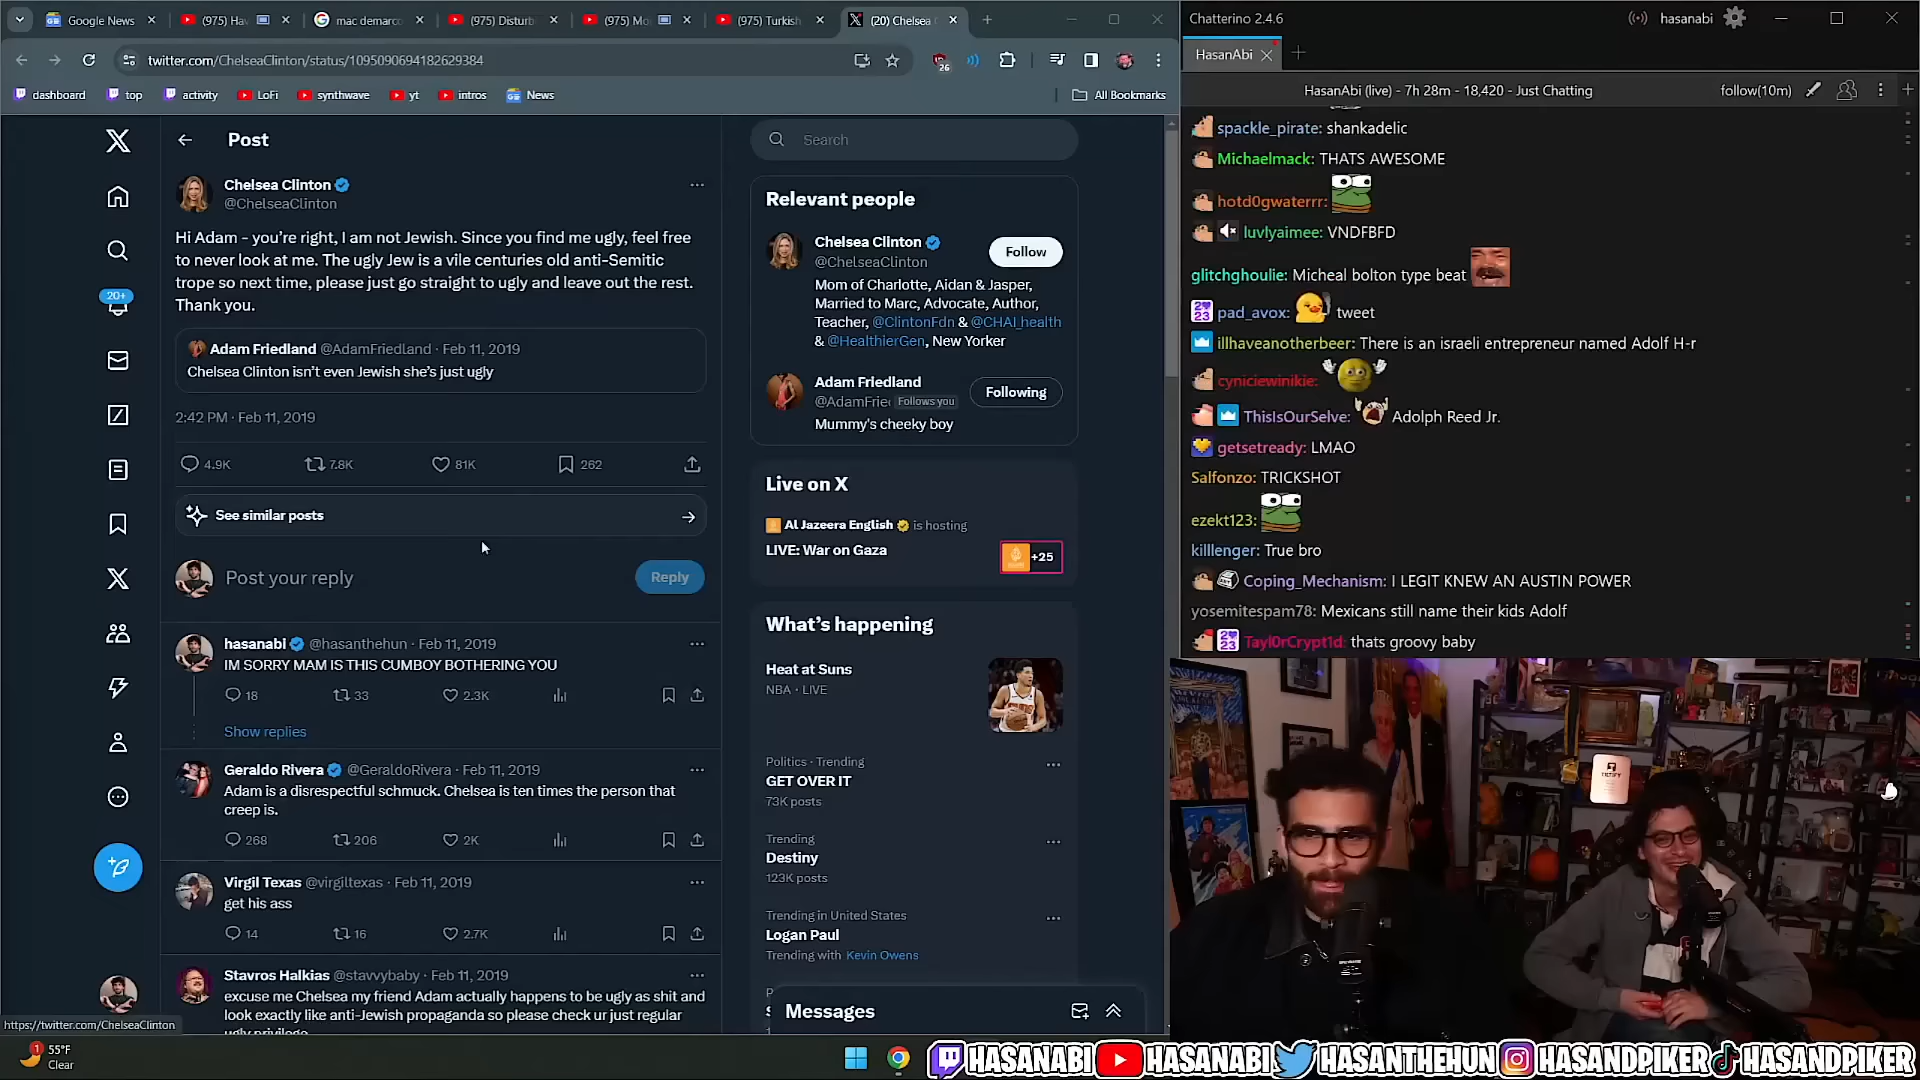 Google News
(975) Hav
mac demarco
(975) Disturb
(975) Mo
(975) Turkish
(20) Chelsea C
twitter.com/ChelseaClinton/status/1095090694182629384
26
dashboard
top
activity
LoFi
synthwave
yt
intros
News
All Bookmarks
Post
Chelsea Clinton
@ChelseaClinton
Hi Adam - you're right, I am not Jewish. Since you find me ugly, feel free
to never look at me. The ugly Jew is a vile centuries old anti-Semitic
trope so next time, please just go straight to ugly and leave out the rest.
Thank you.
Adam Friedland @AdamFriedland · Feb 11, 2019
Chelsea Clinton isn't even Jewish she's just ugly
2:42 PM · Feb 11, 2019
4.9K 7.8K 81K 262
See similar posts
Post your reply
Reply
hasanabi @hasanthehun · Feb 11, 2019
IM SORRY MAM IS THIS CUMBOY BOTHERING YOU
18 33 2.3K
Show replies
Geraldo Rivera @GeraldoRivera · Feb 11, 2019
Adam is a disrespectful schmuck. Chelsea is ten times the person that
creep is.
268 206 2K
Virgil Texas @virgiltexas · Feb 11, 2019
get his ass
14 16 2.7K
Stavros Halkias @stavvybaby · Feb 11, 2019
excuse me Chelsea my friend Adam actually happens to be ugly as shit and
look exactly like anti-Jewish propaganda so please check ur just regular
ugly privilege
20+
https://twitter.com/ChelseaClinton
Search
Relevant people
Chelsea Clinton
@ChelseaClinton
Follow
Mom of Charlotte, Aidan & Jasper,
Married to Marc, Advocate, Author,
Teacher, @ClintonFdn & @CHAI_health
& @HealthierGen, New Yorker
Adam Friedland
@AdamFrie Follows you
Following
Mummy's cheeky boy
Live on X
Al Jazeera English is hosting
LIVE: War on Gaza
+25
What's happening
Heat at Suns
NBA · LIVE
Politics · Trending
GET OVER IT
73K posts
Trending
Destiny
123K posts
Trending in United States
Logan Paul
Trending with Kevin Owens
Messages
Chatterino 2.4.6
hasanabi
HasanAbi
HasanAbi (live) - 7h 28m - 18,420 - Just Chatting
follow(10m)
spackle_pirate: shankadelic
Michaelmack: THATS AWESOME
hotd0gwaterrr:
luvlyaimee: VNDFBFD
glitchghoulie: Micheal bolton type beat
pad_avox: tweet
illhaveanotherbeer: There is an israeli entrepreneur named Adolf H-r
cyniciewinikie:
ThisIsOurSelve: Adolph Reed Jr.
getsetready: LMAO
Salfonzo: TRICKSHOT
ezekt123:
killlenger: True bro
Coping_Mechanism: I LEGIT KNEW AN AUSTIN POWER
yosemitespam78: Mexicans still name their kids Adolf
Tayl0rCrypt1d: thats groovy baby
1
55°F
Clear
HASANABI HASANABI HASANTHEHUN HASANDPIKER HASANDPIKER